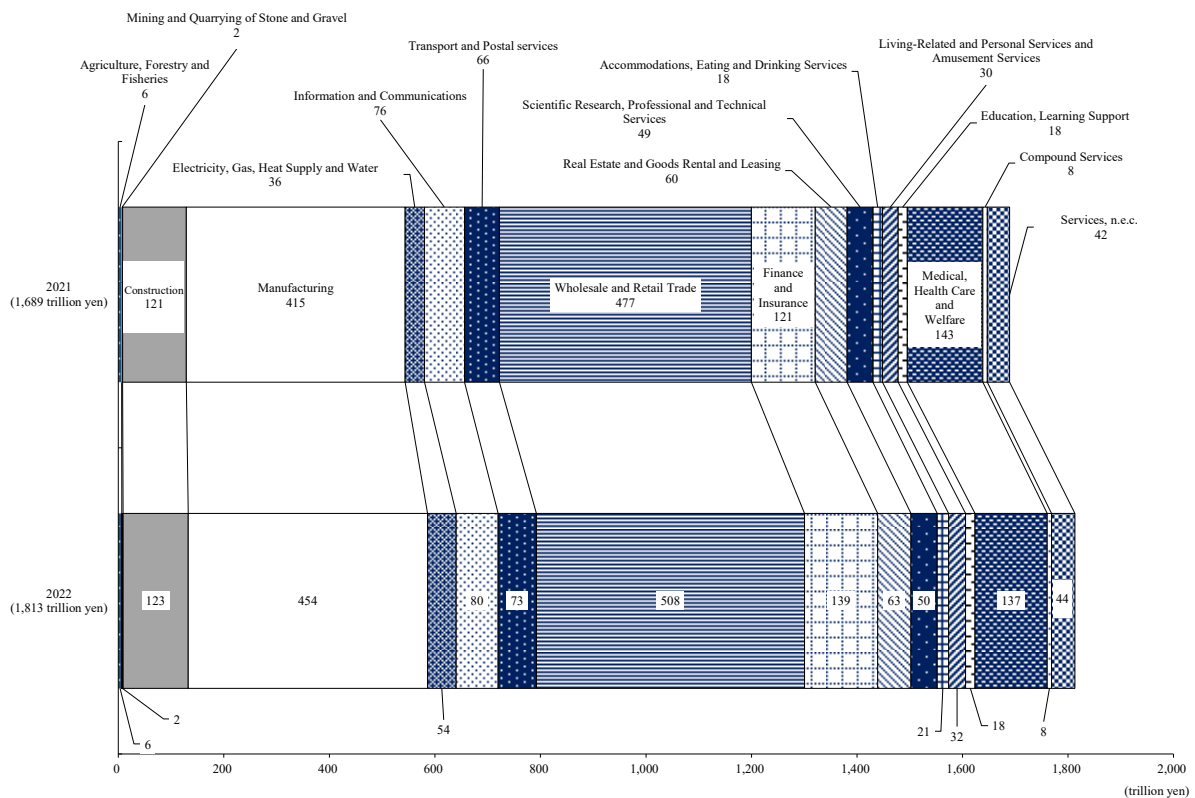 Mining and Quarrying of Stone and Gravel
2
Agriculture, Forestry and
Fisheries
6
Transport and Postal services
66
Information and Communications
76
Electricity, Gas, Heat Supply and Water
36
Living-Related and Personal Services and
Amusement Services
30
Accommodations, Eating and Drinking Services
18
Scientific Research, Professional and Technical
Services
49
Education, Learning Support
18
Real Estate and Goods Rental and Leasing
60
Compound Services
8
Services, n.e.c.
42
2021
(1,689 trillion yen)
Construction
121
Manufacturing
415
Wholesale and Retail Trade
477
Finance
and
Insurance
121
Medical,
Health Care
and
Welfare
143
2022
(1,813 trillion yen)
123
454
80
73
508
139
63
50
137
44
2
6
54
21
32
18
8
0
200
400
600
800
1,000
1,200
1,400
1,600
1,800
2,000
(trillion yen)